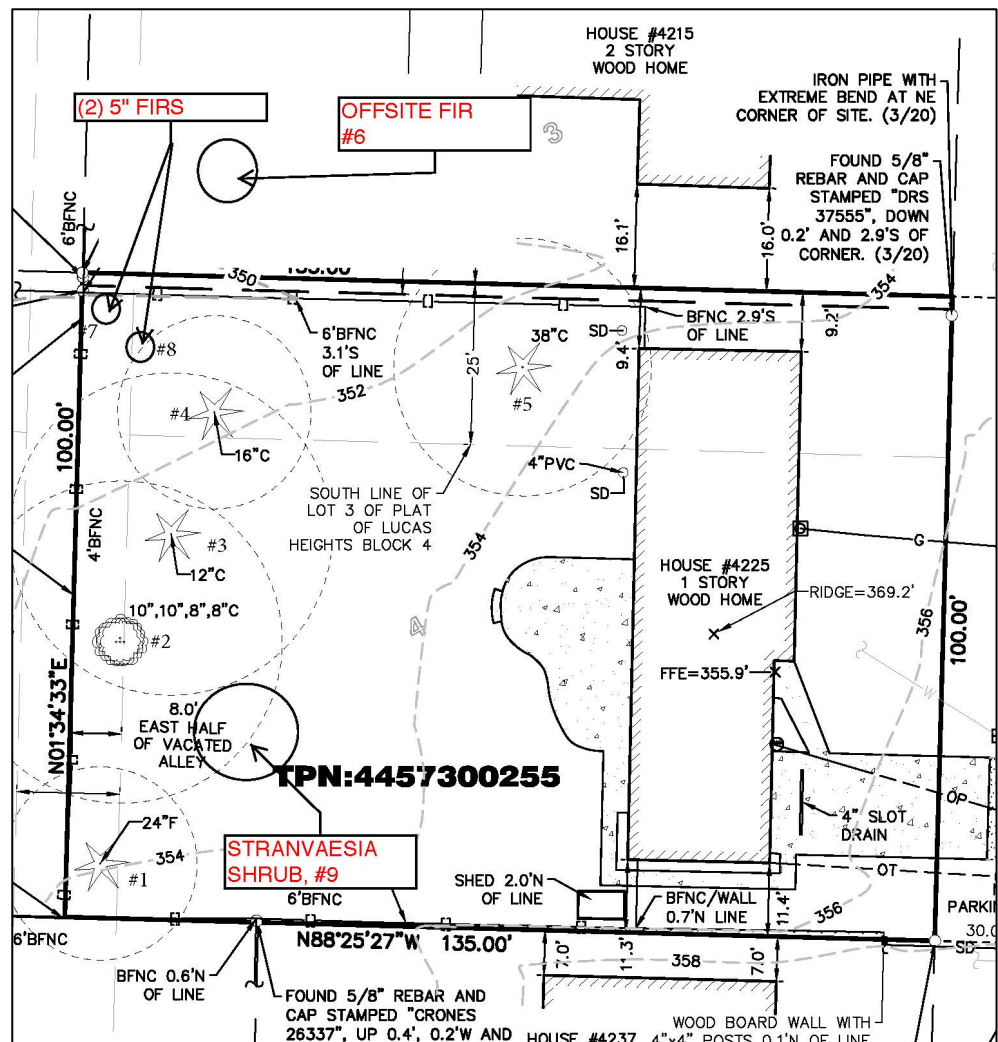 HOUSE #4215
2 STORY
WOOD HOME
IRON PIPE WITH
EXTREME BEND AT NE
CORNER OF SITE. (3/20)
(2) 5" FIRS
OFFSITE FIR
#6
3
FOUND 5/8"
REBAR AND CAP
STAMPED "DRS
37555", DOWN
0.2' AND 2.9'S OF
CORNER. (3/20)
6'BFNC
16.1'
16.0'
350
354
#7
#8
6'BFNC
3.1'S
OF LINE
38"C
SD
BFNC 2.9'S
OF LINE
9.4'
9.2'
25'
352
#5
#4
16"C
100.00'
4"PVC
SD
SOUTH LINE OF
LOT 3 OF PLAT
OF LUCAS
HEIGHTS BLOCK 4
4'BFNC
#3
12"C
354
G
HOUSE #4225
1 STORY
WOOD HOME
RIDGE=369.2'
10",10",8",8"C
#2
4
356
100.00'
FFE=355.9'
W
N01°34'33"E
8.0'
EAST HALF
OF VACATED
ALLEY
TPN:4457300255
OP
4" SLOT
DRAIN
24"F
354
#1
STRANVAESIA
SHRUB, #9
OT
SHED 2.0'N
OF LINE
6'BFNC
BFNC/WALL
0.7'N LINE
11.4'
356
PARKIN
30.0
6'BFNC
N88°25'27"W 135.00'
SD
7.0'
11.3'
358
7.0'
BFNC 0.6'N
OF LINE
FOUND 5/8" REBAR AND
CAP STAMPED "CRONES
26337", UP 0.4', 0.2'W AND
WOOD BOARD WALL WITH
HOUSE #4237
4"x4" POSTS 0.1'N OF LINE